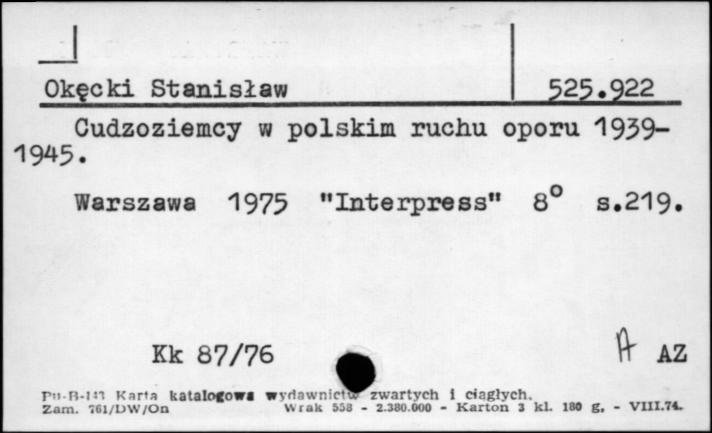 Okęcki Stanisław 525.922
Cudzoziemcy w polskim ruchu oporu 1939-
1945.
Warszawa 1975 "Interpress" 8° s.219.
Kk 87/76 A AZ
Pu-B-143 Karta katalogowa wydawnictw zwartych i ciągłych.
Zam. 761/DW/On Wrak 558 - 2.380.000 - Karton 3 kl. 180 g. - VIII.74.